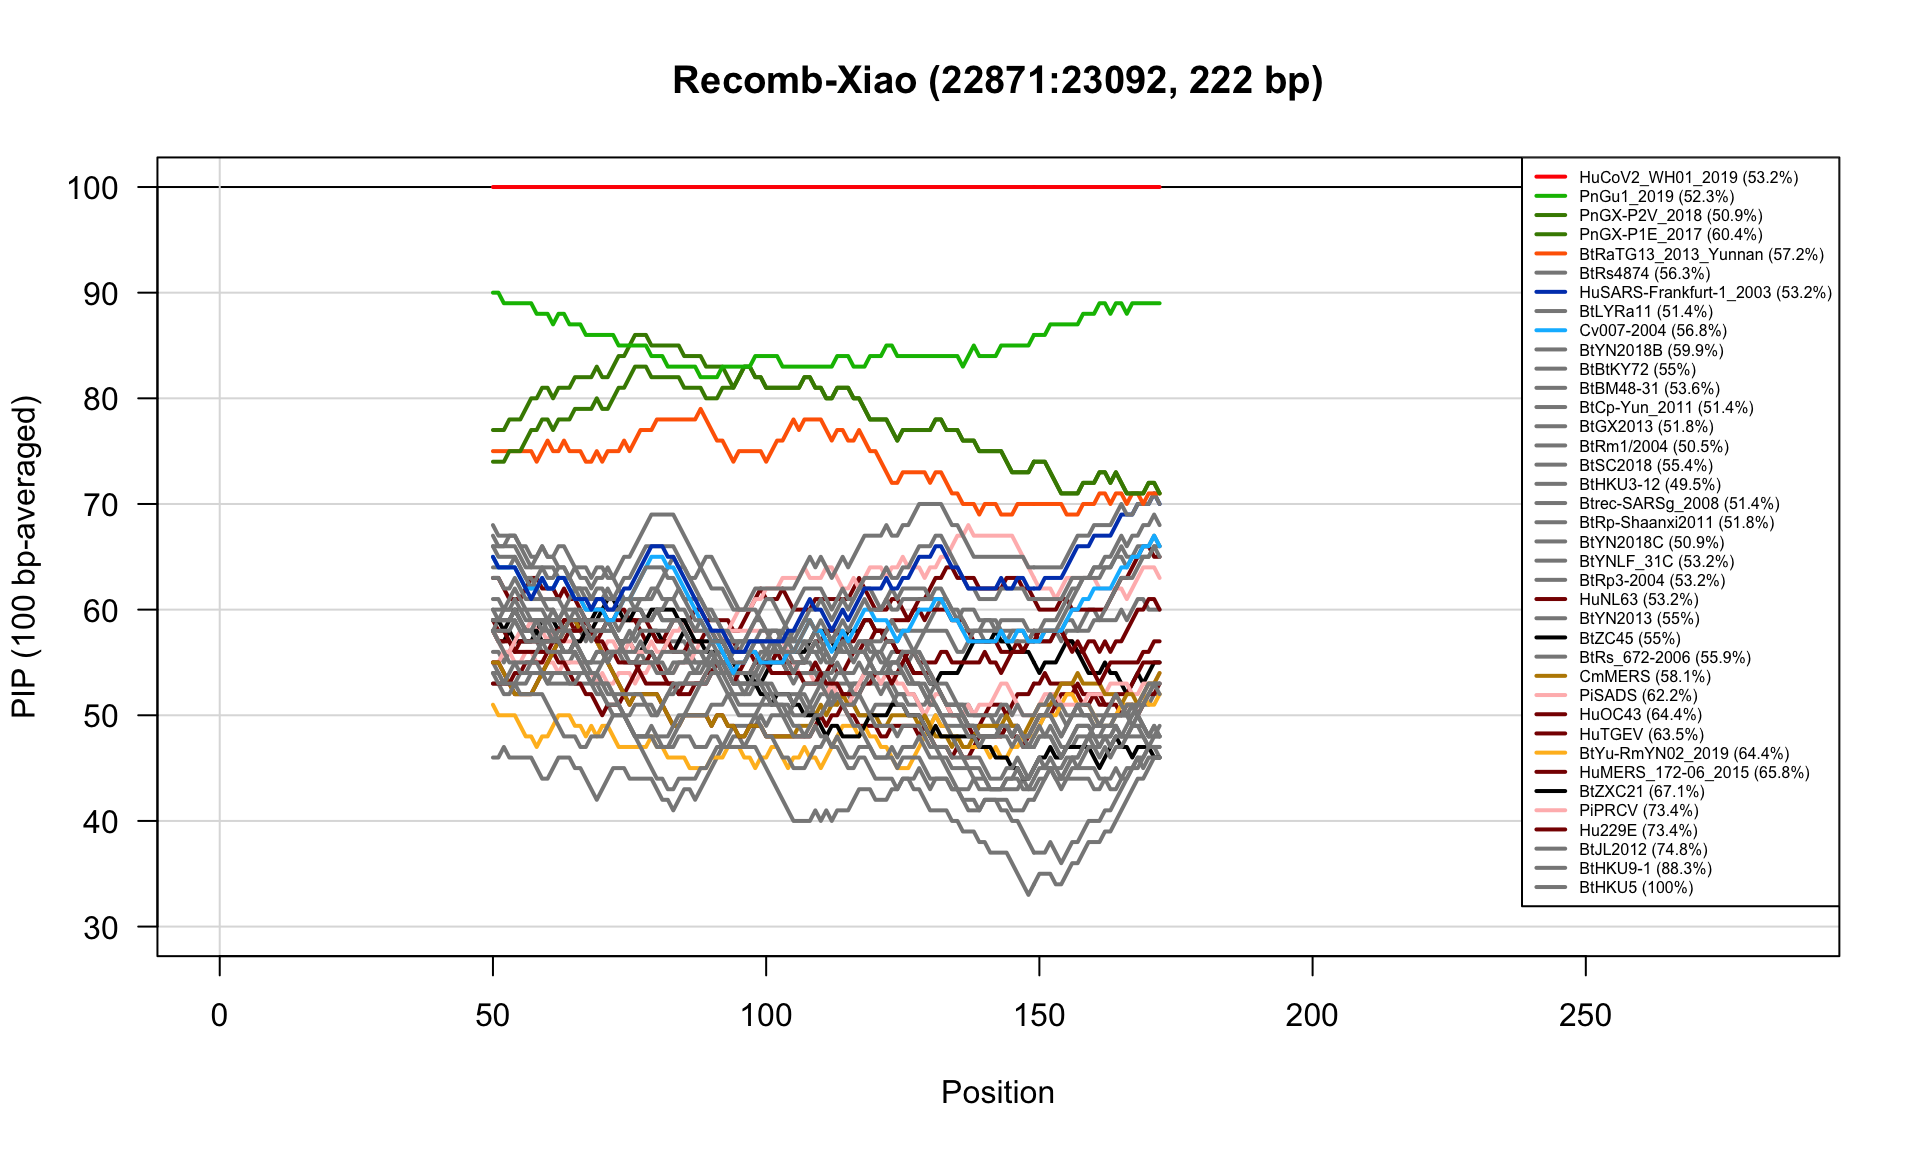 Recomb-Xiao (22871:23092, 222 bp)
PIP (100 bp-averaged)
100
90
80
70
60
50
40
30
0
50
100
150
200
250
Position
HuCoV2_WH01_2019 (53.2%)
PnGu1_2019 (52.3%)
PnGX-P2V_2018 (50.9%)
PnGX-P1E_2017 (60.4%)
BtRaTG13_2013_Yunnan (57.2%)
BtRs4874 (56.3%)
HuSARS-Frankfurt-1_2003 (53.2%)
BtLYRa11 (51.4%)
Cv007-2004 (56.8%)
BtYN2018B (59.9%)
BtBtKY72 (55%)
BtBM48-31 (53.6%)
BtCp-Yun_2011 (51.4%)
BtGX2013 (51.8%)
BtRm1/2004 (50.5%)
BtSC2018 (55.4%)
BtHKU3-12 (49.5%)
Btrec-SARSg_2008 (51.4%)
BtRp-Shaanxi2011 (51.8%)
BtYN2018C (50.9%)
BtYNLF_31C (53.2%)
BtRp3-2004 (53.2%)
HuNL63 (53.2%)
BtYN2013 (55%)
BtZC45 (55%)
BtRs_672-2006 (55.9%)
CmMERS (58.1%)
PiSADS (62.2%)
HuOC43 (64.4%)
HuTGEV (63.5%)
BtYu-RmYN02_2019 (64.4%)
HuMERS_172-06_2015 (65.8%)
BtZXC21 (67.1%)
PiPRCV (73.4%)
Hu229E (73.4%)
BtJL2012 (74.8%)
BtHKU9-1 (88.3%)
BtHKU5 (100%)